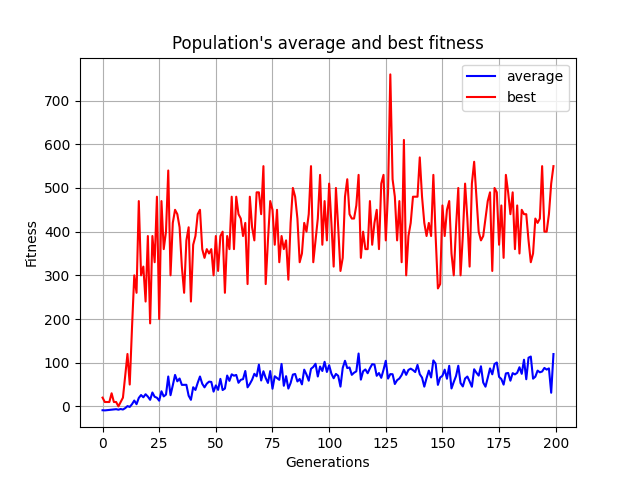 Population's average and best fitness
average
best
Fitness
700
600
500
400
300
200
100
0
0 25 50 75 100 125 150 175 200
Generations